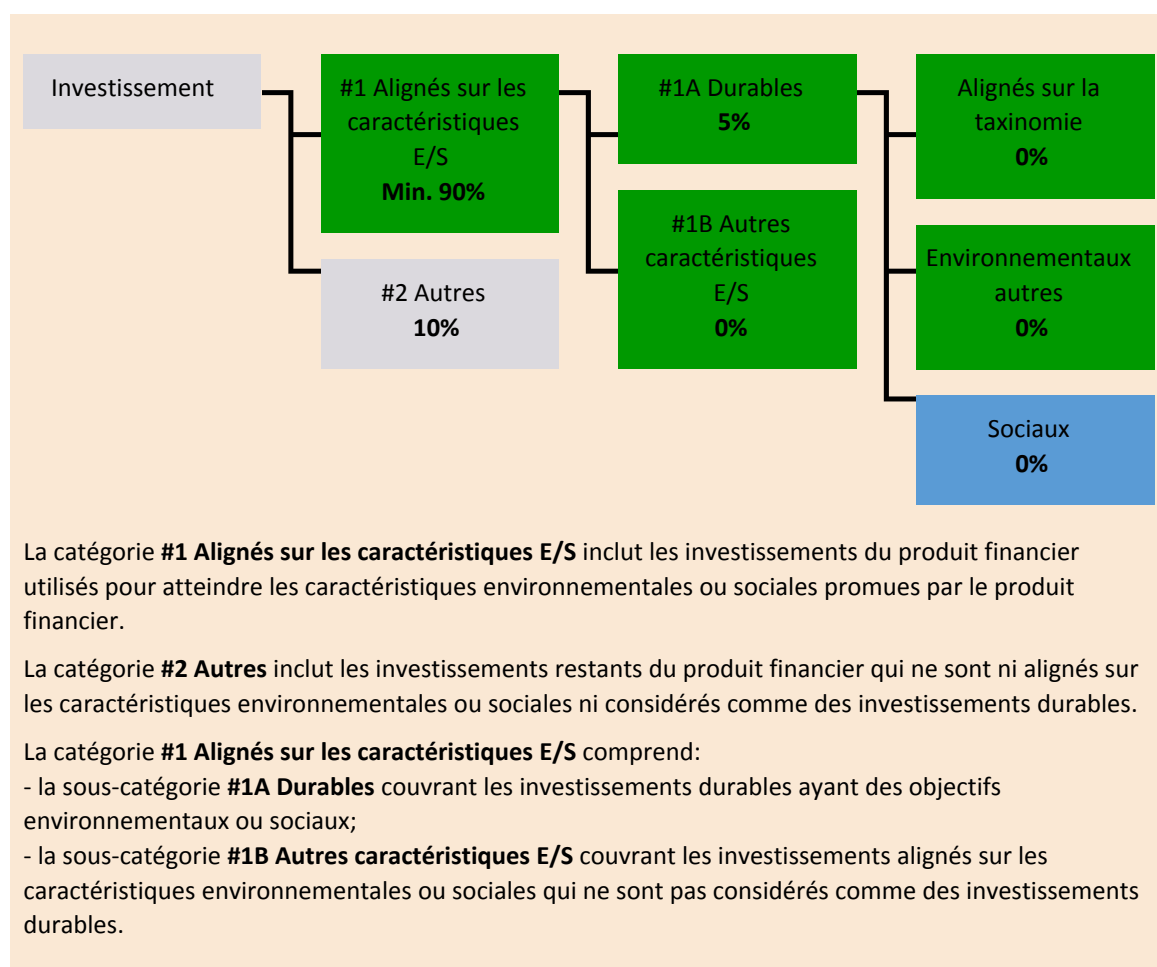 Investissement
#1 Alignés sur les
caractéristiques
E/S
Min. 90%
#2 Autres
10%
#1A Durables
5%
#1B Autres
caractéristiques
E/S
0%
Alignés sur la
taxinomie
0%
Environnementaux
autres
0%
Sociaux
0%
La catégorie #1 Alignés sur les caractéristiques E/S inclut les investissements du produit financier
utilisés pour atteindre les caractéristiques environnementales ou sociales promues par le produit
financier.
La catégorie #2 Autres inclut les investissements restants du produit financier qui ne sont ni alignés sur
les caractéristiques environnementales ou sociales ni considérés comme des investissements durables.
La catégorie #1 Alignés sur les caractéristiques E/S comprend:
- la sous-catégorie #1A Durables couvrant les investissements durables ayant des objectifs
environnementaux ou sociaux;
- la sous-catégorie #1B Autres caractéristiques E/S couvrant les investissements alignés sur les
caractéristiques environnementales ou sociales qui ne sont pas considérés comme des investissements
durables.